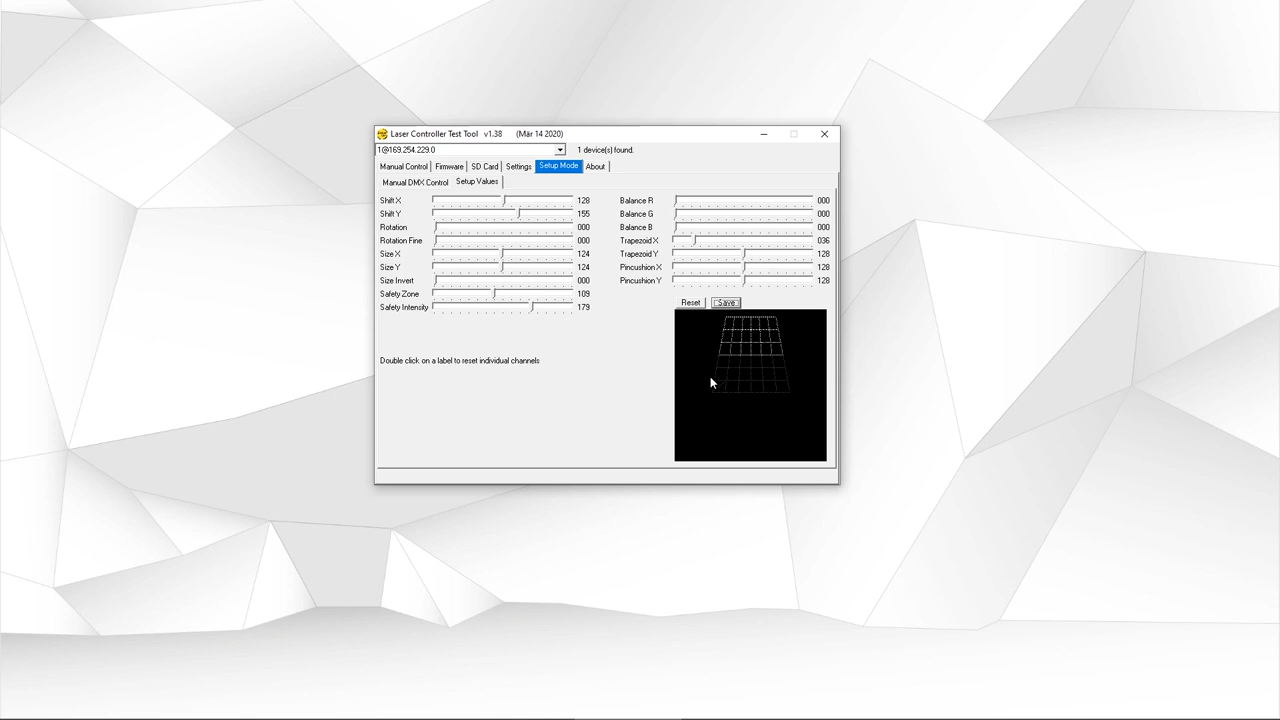 Laser Controller Test Tool v1.38 (Mär 14 2020)
1@169.254.229.0 1 device(s) found.
Manual Control Firmware SD Card Settings Setup Mode About
Manual DMX Control Setup Values
Shift X 128
Shift Y 155
Rotation 000
Rotation Fine 000
Size X 124
Size Y 124
Size Invert 000
Safety Zone 109
Safety Intensity 179
Balance R 000
Balance G 000
Balance B 000
Trapezoid X 036
Trapezoid Y 128
Pincushion X 128
Pincushion Y 128
Reset Save
Double click on a label to reset individual channels